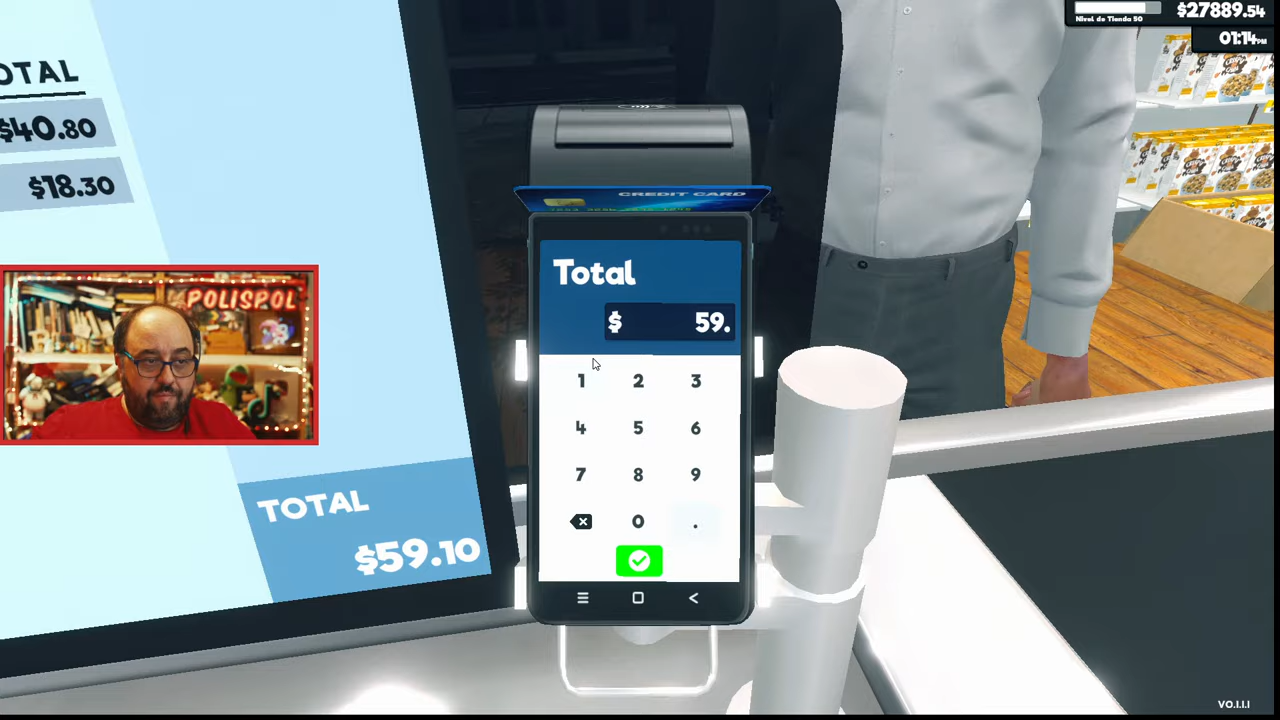 OTAL
$40.80
$18.30
TOTAL
$59.10
POLISPOL
CREDIT CARD
Total
$ 59.
1 2 3
4 5 6
7 8 9
0 .
$27889.54
Nivel de Tienda 50
01:14PM
V0.1.1.1